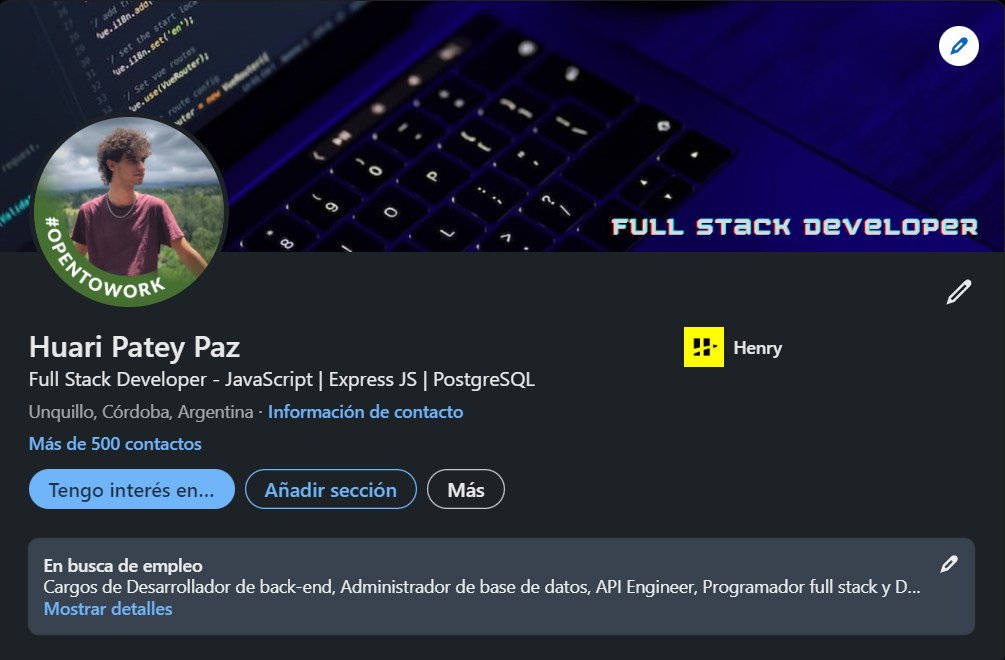 // add t
'ue.i18n.add(
// set the start loca
'ue.i18n.set('en');
// Set vue routes
'ue.use(VueRouter);
route config
= new VueRouter({
request,
FULL STACK DEVELOPER
#OPENTOWORK
Huari Patey Paz
Henry
Full Stack Developer - JavaScript | Express JS | PostgreSQL
Unquillo, Córdoba, Argentina · Información de contacto
Más de 500 contactos
Tengo interés en...
Añadir sección
Más
En busca de empleo
Cargos de Desarrollador de back-end, Administrador de base de datos, API Engineer, Programador full stack y D...
Mostrar detalles